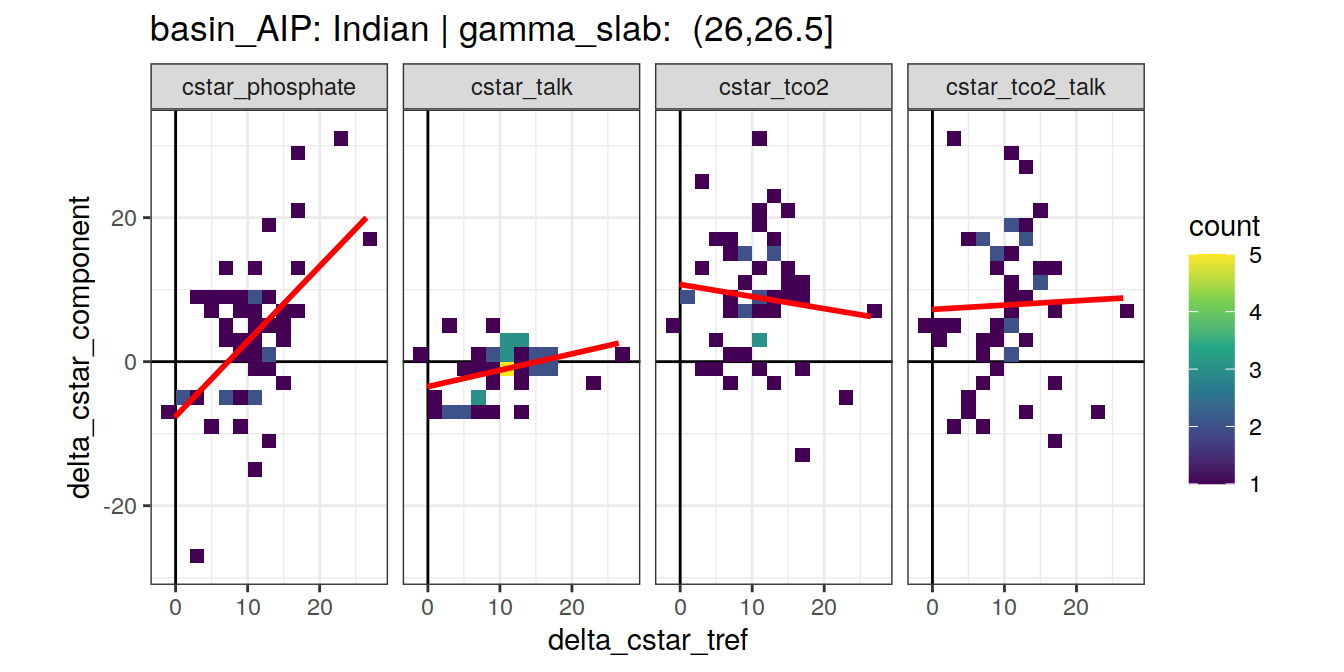 basin_AIP: Indian | gamma_slab:  (26,26.5]
cstar_phosphate
cstar_talk
cstar_tco2
cstar_tco2_talk
delta_cstar_component
20
0
-20
0 10 20
0 10 20
0 10 20
0 10 20
delta_cstar_tref
count
5
4
3
2
1